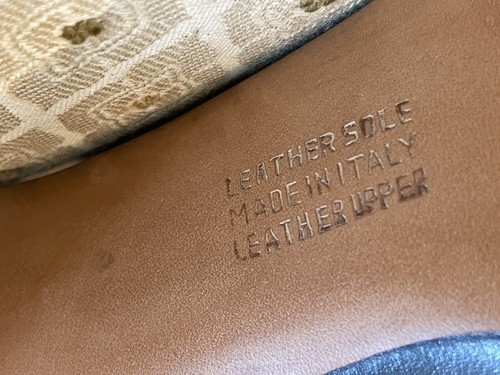 LEATHER SOLE
MADE IN ITALY
LEATHER UPPER